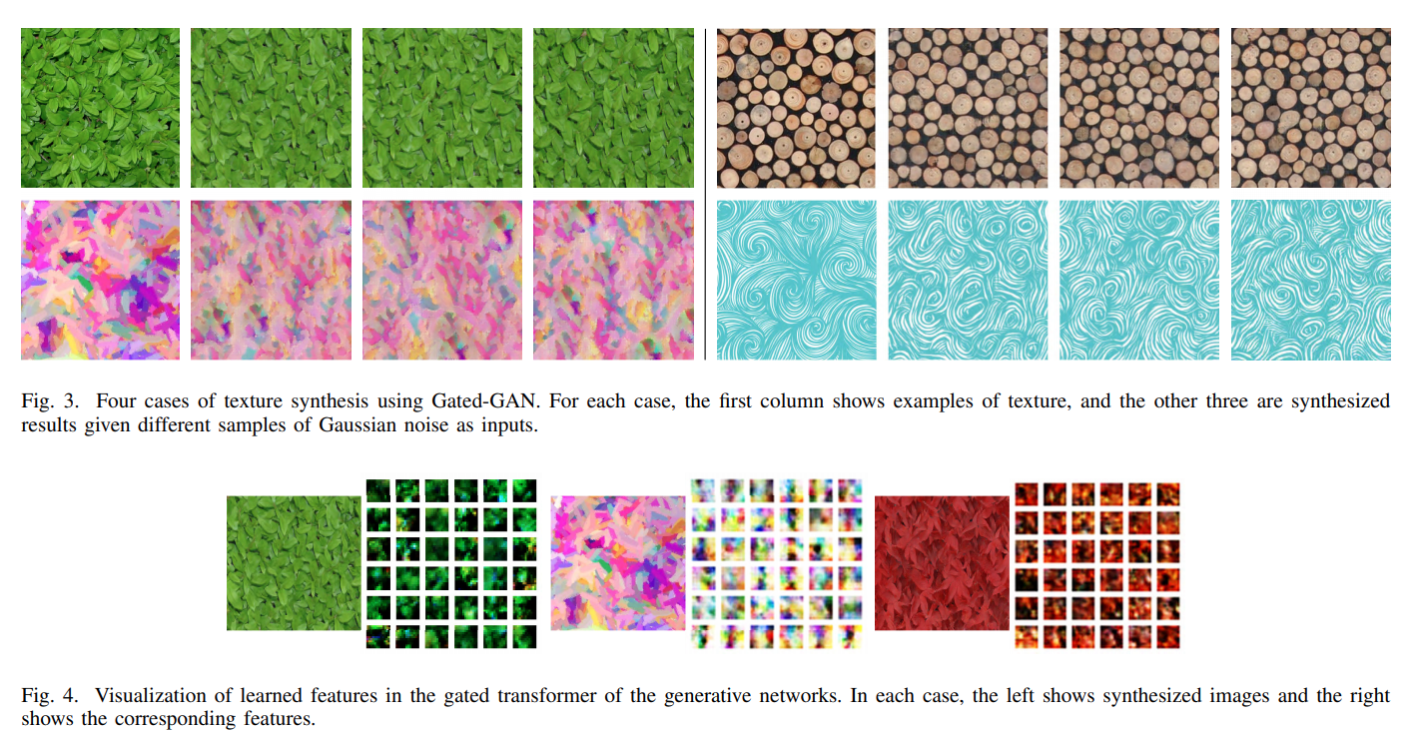 Fig. 3. Four cases of texture synthesis using Gated-GAN. For each case, the first column shows examples of texture, and the other three are synthesized
results given different samples of Gaussian noise as inputs.
Fig. 4. Visualization of learned features in the gated transformer of the generative networks. In each case, the left shows synthesized images and the right
shows the corresponding features.